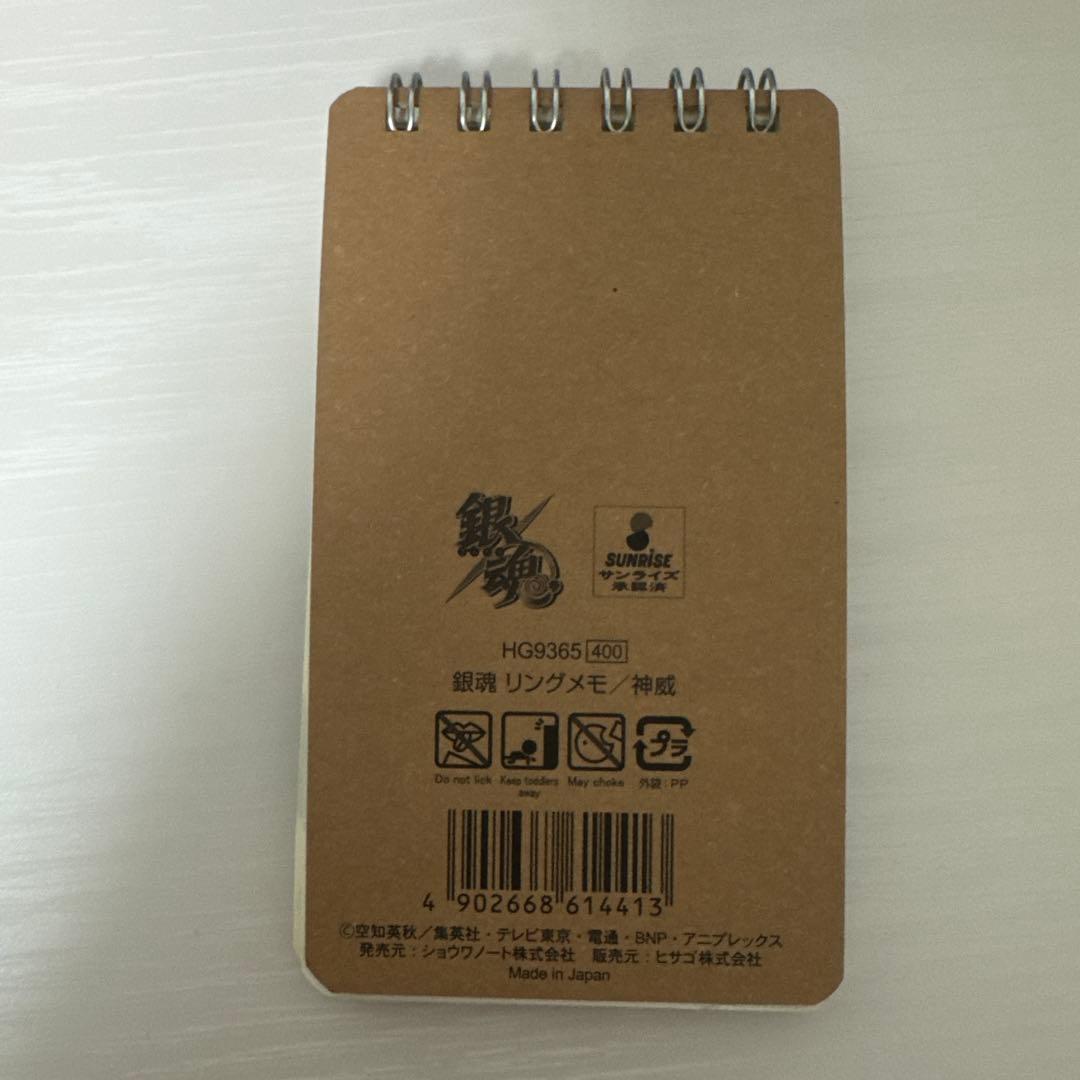 銀魂
SUNRISE
サンライズ
承認済
HG9365 400
銀魂 リングメモ／神威
Do not lick Keep toddlers away May choke プラ 外袋：PP
4 902668 614413
©空知英秋／集英社・テレビ東京・電通・BNP・アニプレックス
発売元：ショウワノート株式会社 販売元：ヒサゴ株式会社
Made in Japan